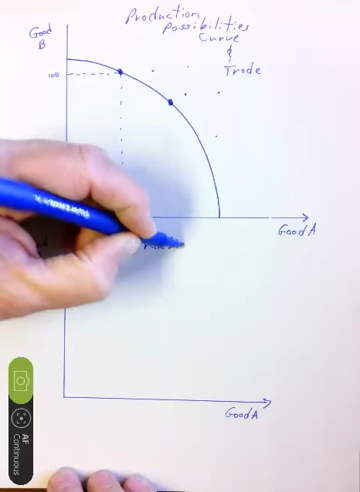 Production
Possibilities
Curve
&
Trade
Good
B
100
Good A
Good A
AF
Continuous